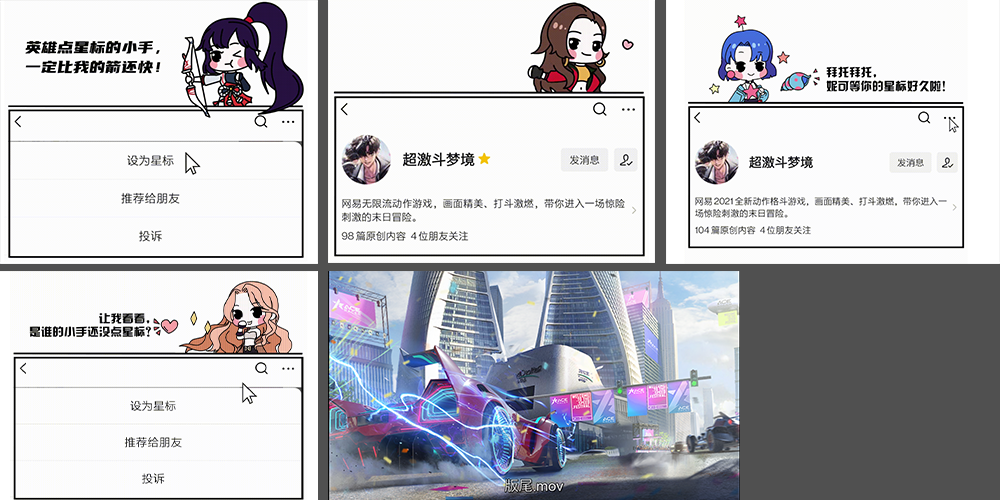 英雄点星标的小手，
一定比我的箭还快！
设为星标
推荐给朋友
投诉
超激斗梦境
发消息
网易无限流动作游戏，画面精美、打斗激燃，带你进入一场惊险
刺激的末日冒险。
98篇原创内容 4位朋友关注
拜托拜托，
妮可等你的星标好久啦！
超激斗梦境
发消息
网易2021全新动作格斗游戏，画面精美、打斗激燃，带你进入一
场惊险刺激的末日冒险。
104篇原创内容 4位朋友关注
让我看看，
是谁的小手还没点星标？
设为星标
推荐给朋友
投诉
版尾.mov